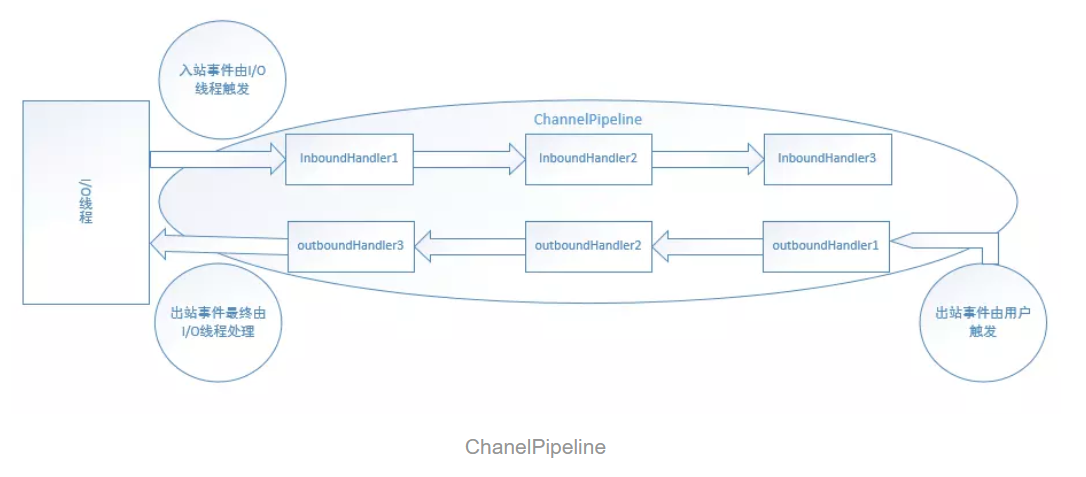 入站事件由I/O
线程触发
ChannelPipeline
I/O线程
InboundHandler1
InboundHandler2
InboundHandler3
outboundHandler3
outboundHandler2
outboundHandler1
出站事件最终由
I/O线程处理
出站事件由用户
触发
ChanelPipeline